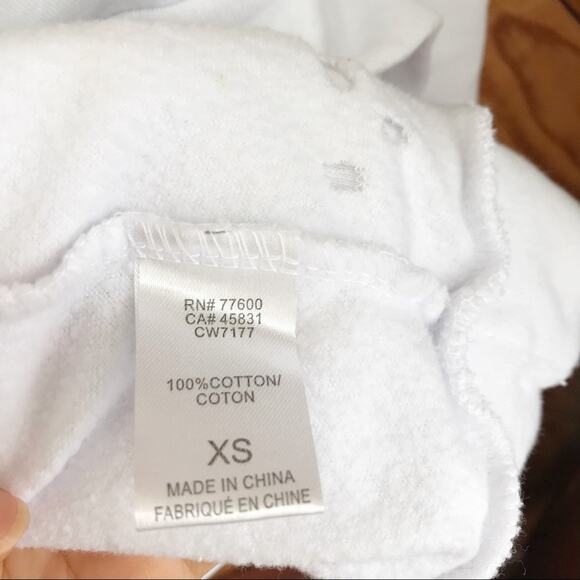 RN# 77600
CA# 45831
CW7177
100%COTTON/
COTON
XS
MADE IN CHINA
FABRIQUÉ EN CHINE